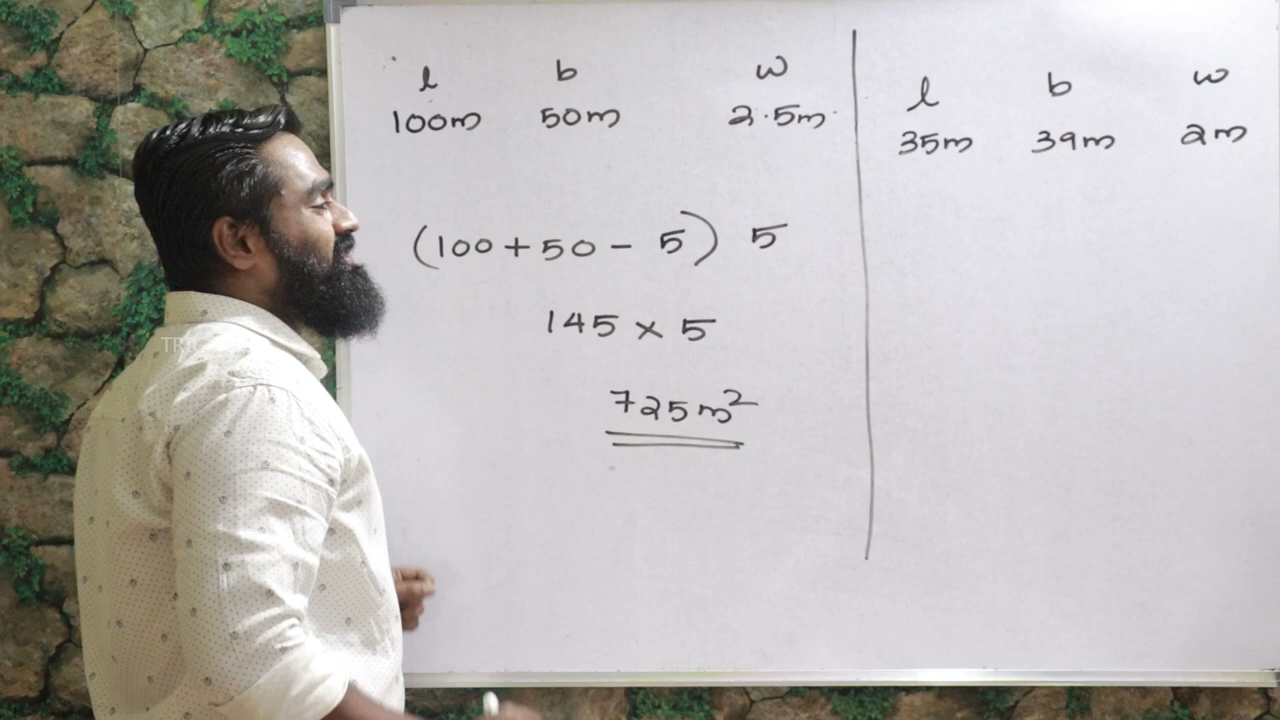 l b w
100m 50m 2.5m
(100 + 50 - 5) 5
145 x 5
725m²
l b w
35m 39m 2m